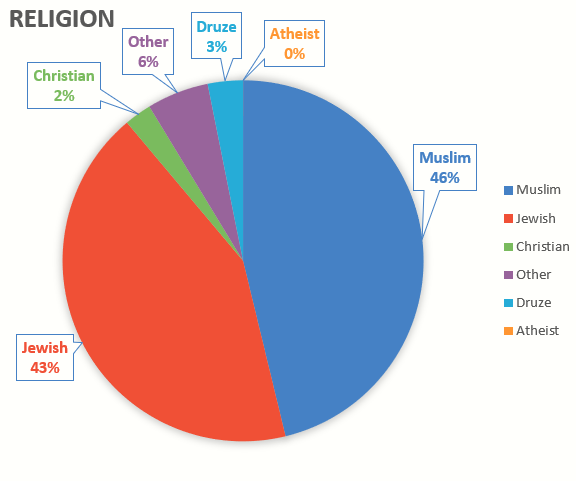 RELIGION
Druze
3%
Atheist
0%
Other
6%
Christian
2%
Muslim
46%
Jewish
43%
Muslim
Jewish
Christian
Other
Druze
Atheist